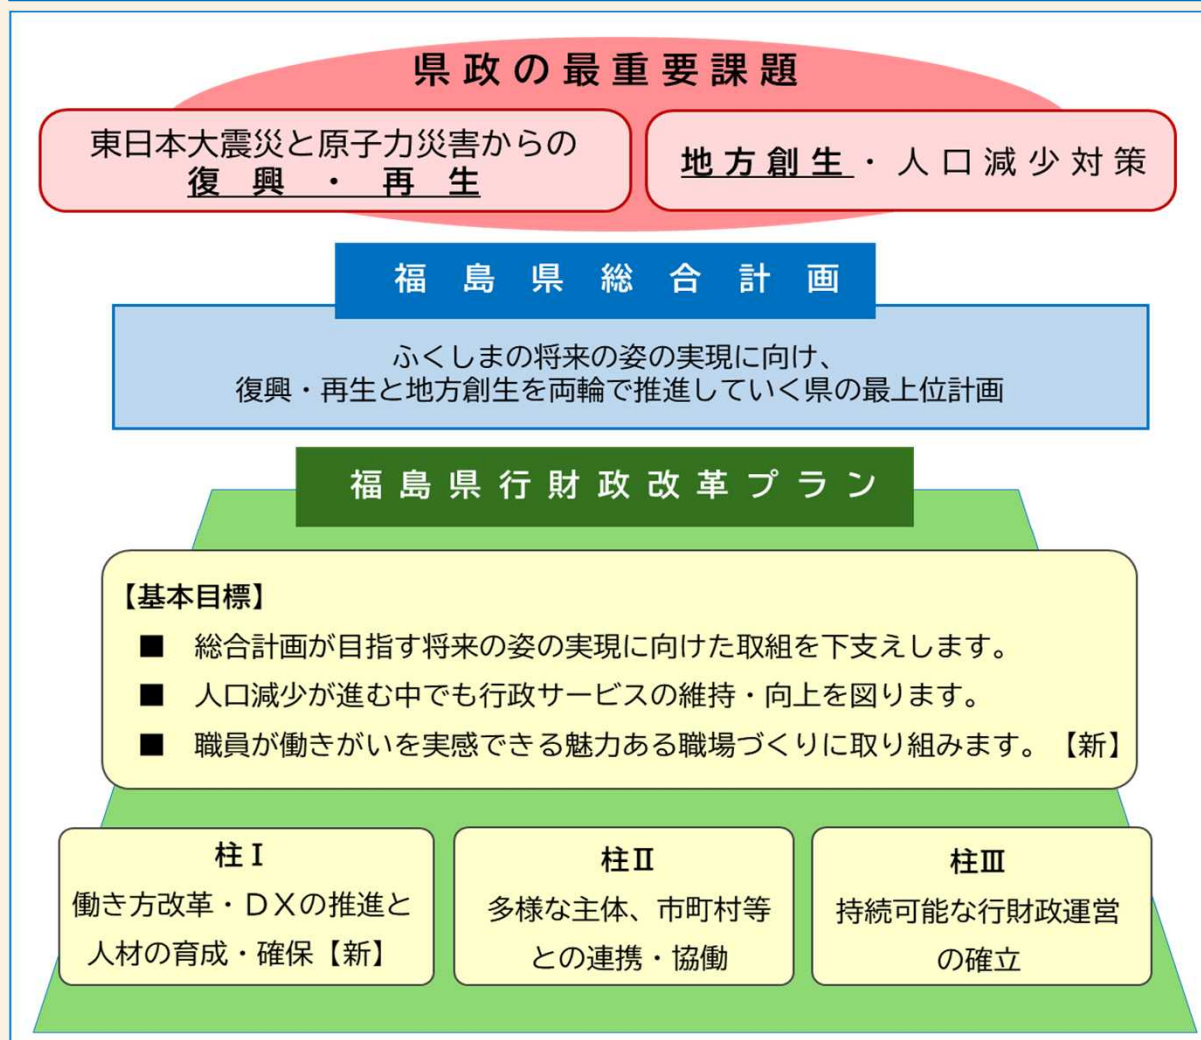 県政の最重要課題
東日本大震災と原子力災害からの
復興・再生
地方創生・人口減少対策
福島県総合計画
ふくしまの将来の姿の実現に向け、
復興・再生と地方創生を両輪で推進していく県の最上位計画
福島県行財政改革プラン
【基本目標】
■　総合計画が目指す将来の姿の実現に向けた取組を下支えします。
■　人口減少が進む中でも行政サービスの維持・向上を図ります。
■　職員が働きがいを実感できる魅力ある職場づくりに取り組みます。【新】
柱Ⅰ
働き方改革・ＤＸの推進と
人材の育成・確保【新】
柱Ⅱ
多様な主体、市町村等
との連携・協働
柱Ⅲ
持続可能な行財政運営
の確立